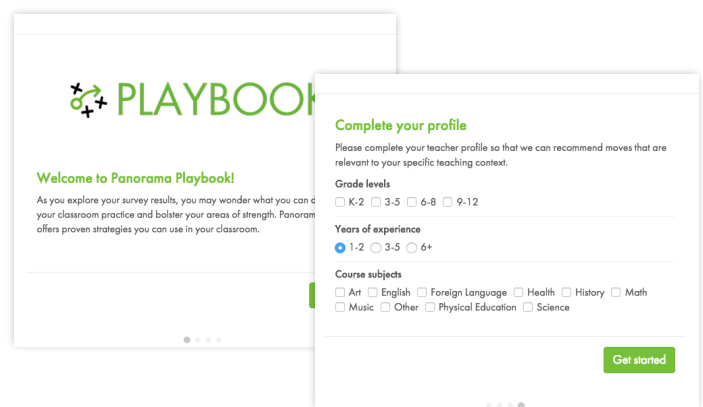 PLAYBOOK
Welcome to Panorama Playbook!
As you explore your survey results, you may wonder what you can
your classroom practice and bolster your areas of strength. Panoram
offers proven strategies you can use in your classroom.
Complete your profile
Please complete your teacher profile so that we can recommend moves that are
relevant to your specific teaching context.
Grade levels
K-2 3-5 6-8 9-12
Years of experience
1-2 3-5 6+
Course subjects
Art English Foreign Language Health History Math
Music Other Physical Education Science
Get started